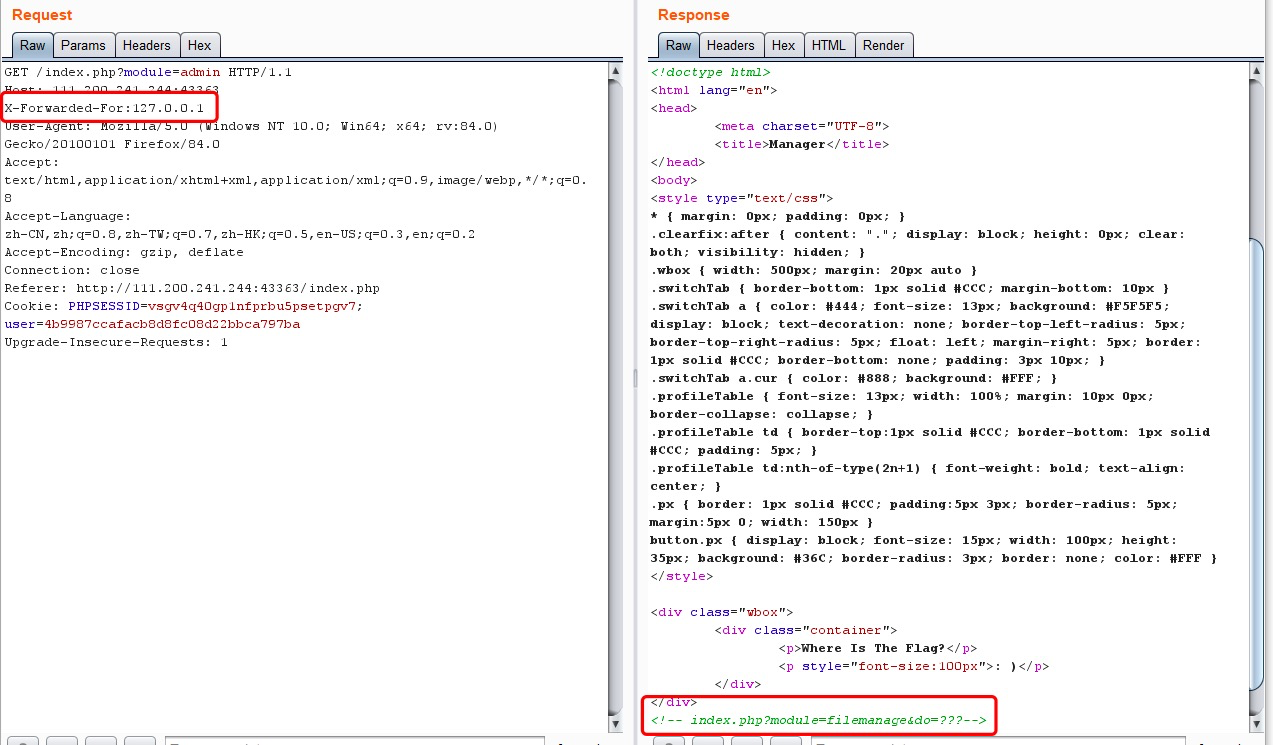 Request
Raw Params Headers Hex
GET /index.php?module=admin HTTP/1.1
Host: 111.200.241.244:43363
X-Forwarded-For:127.0.0.1
User-Agent: Mozilla/5.0 (Windows NT 10.0; Win64; x64; rv:84.0)
Gecko/20100101 Firefox/84.0
Accept:
text/html,application/xhtml+xml,application/xml;q=0.9,image/webp,*/*;q=0.
8
Accept-Language:
zh-CN,zh;q=0.8,zh-TW;q=0.7,zh-HK;q=0.5,en-US;q=0.3,en;q=0.2
Accept-Encoding: gzip, deflate
Connection: close
Referer: http://111.200.241.244:43363/index.php
Cookie: PHPSESSID=vsgv4q40gp1nfprbu5psetpgv7;
user=4b9987ccafacb8d8fc08d22bbca797ba
Upgrade-Insecure-Requests: 1
Response
Raw Headers Hex HTML Render
<!doctype html>
<html lang="en">
<head>
<meta charset="UTF-8">
<title>Manager</title>
</head>
<body>
<style type="text/css">
* { margin: 0px; padding: 0px; }
.clearfix:after { content: "."; display: block; height: 0px; clear:
both; visibility: hidden; }
.wbox { width: 500px; margin: 20px auto }
.switchTab { border-bottom: 1px solid #CCC; margin-bottom: 10px }
.switchTab a { color: #444; font-size: 13px; background: #F5F5F5;
display: block; text-decoration: none; border-top-left-radius: 5px;
border-top-right-radius: 5px; float: left; margin-right: 5px; border:
1px solid #CCC; border-bottom: none; padding: 3px 10px; }
.switchTab a.cur { color: #888; background: #FFF; }
.profileTable { font-size: 13px; width: 100%; margin: 10px 0px;
border-collapse: collapse; }
.profileTable td { border-top:1px solid #CCC; border-bottom: 1px solid
#CCC; padding: 5px; }
.profileTable td:nth-of-type(2n+1) { font-weight: bold; text-align:
center; }
.px { border: 1px solid #CCC; padding:5px 3px; border-radius: 5px;
margin:5px 0; width: 150px }
button.px { display: block; font-size: 15px; width: 100px; height:
35px; background: #36C; border-radius: 3px; border: none; color: #FFF }
</style>
<div class="wbox">
<div class="container">
<p>Where Is The Flag?</p>
<p style="font-size:100px">: )</p>
</div>
</div>
<!-- index.php?module=filemanage&do=???-->